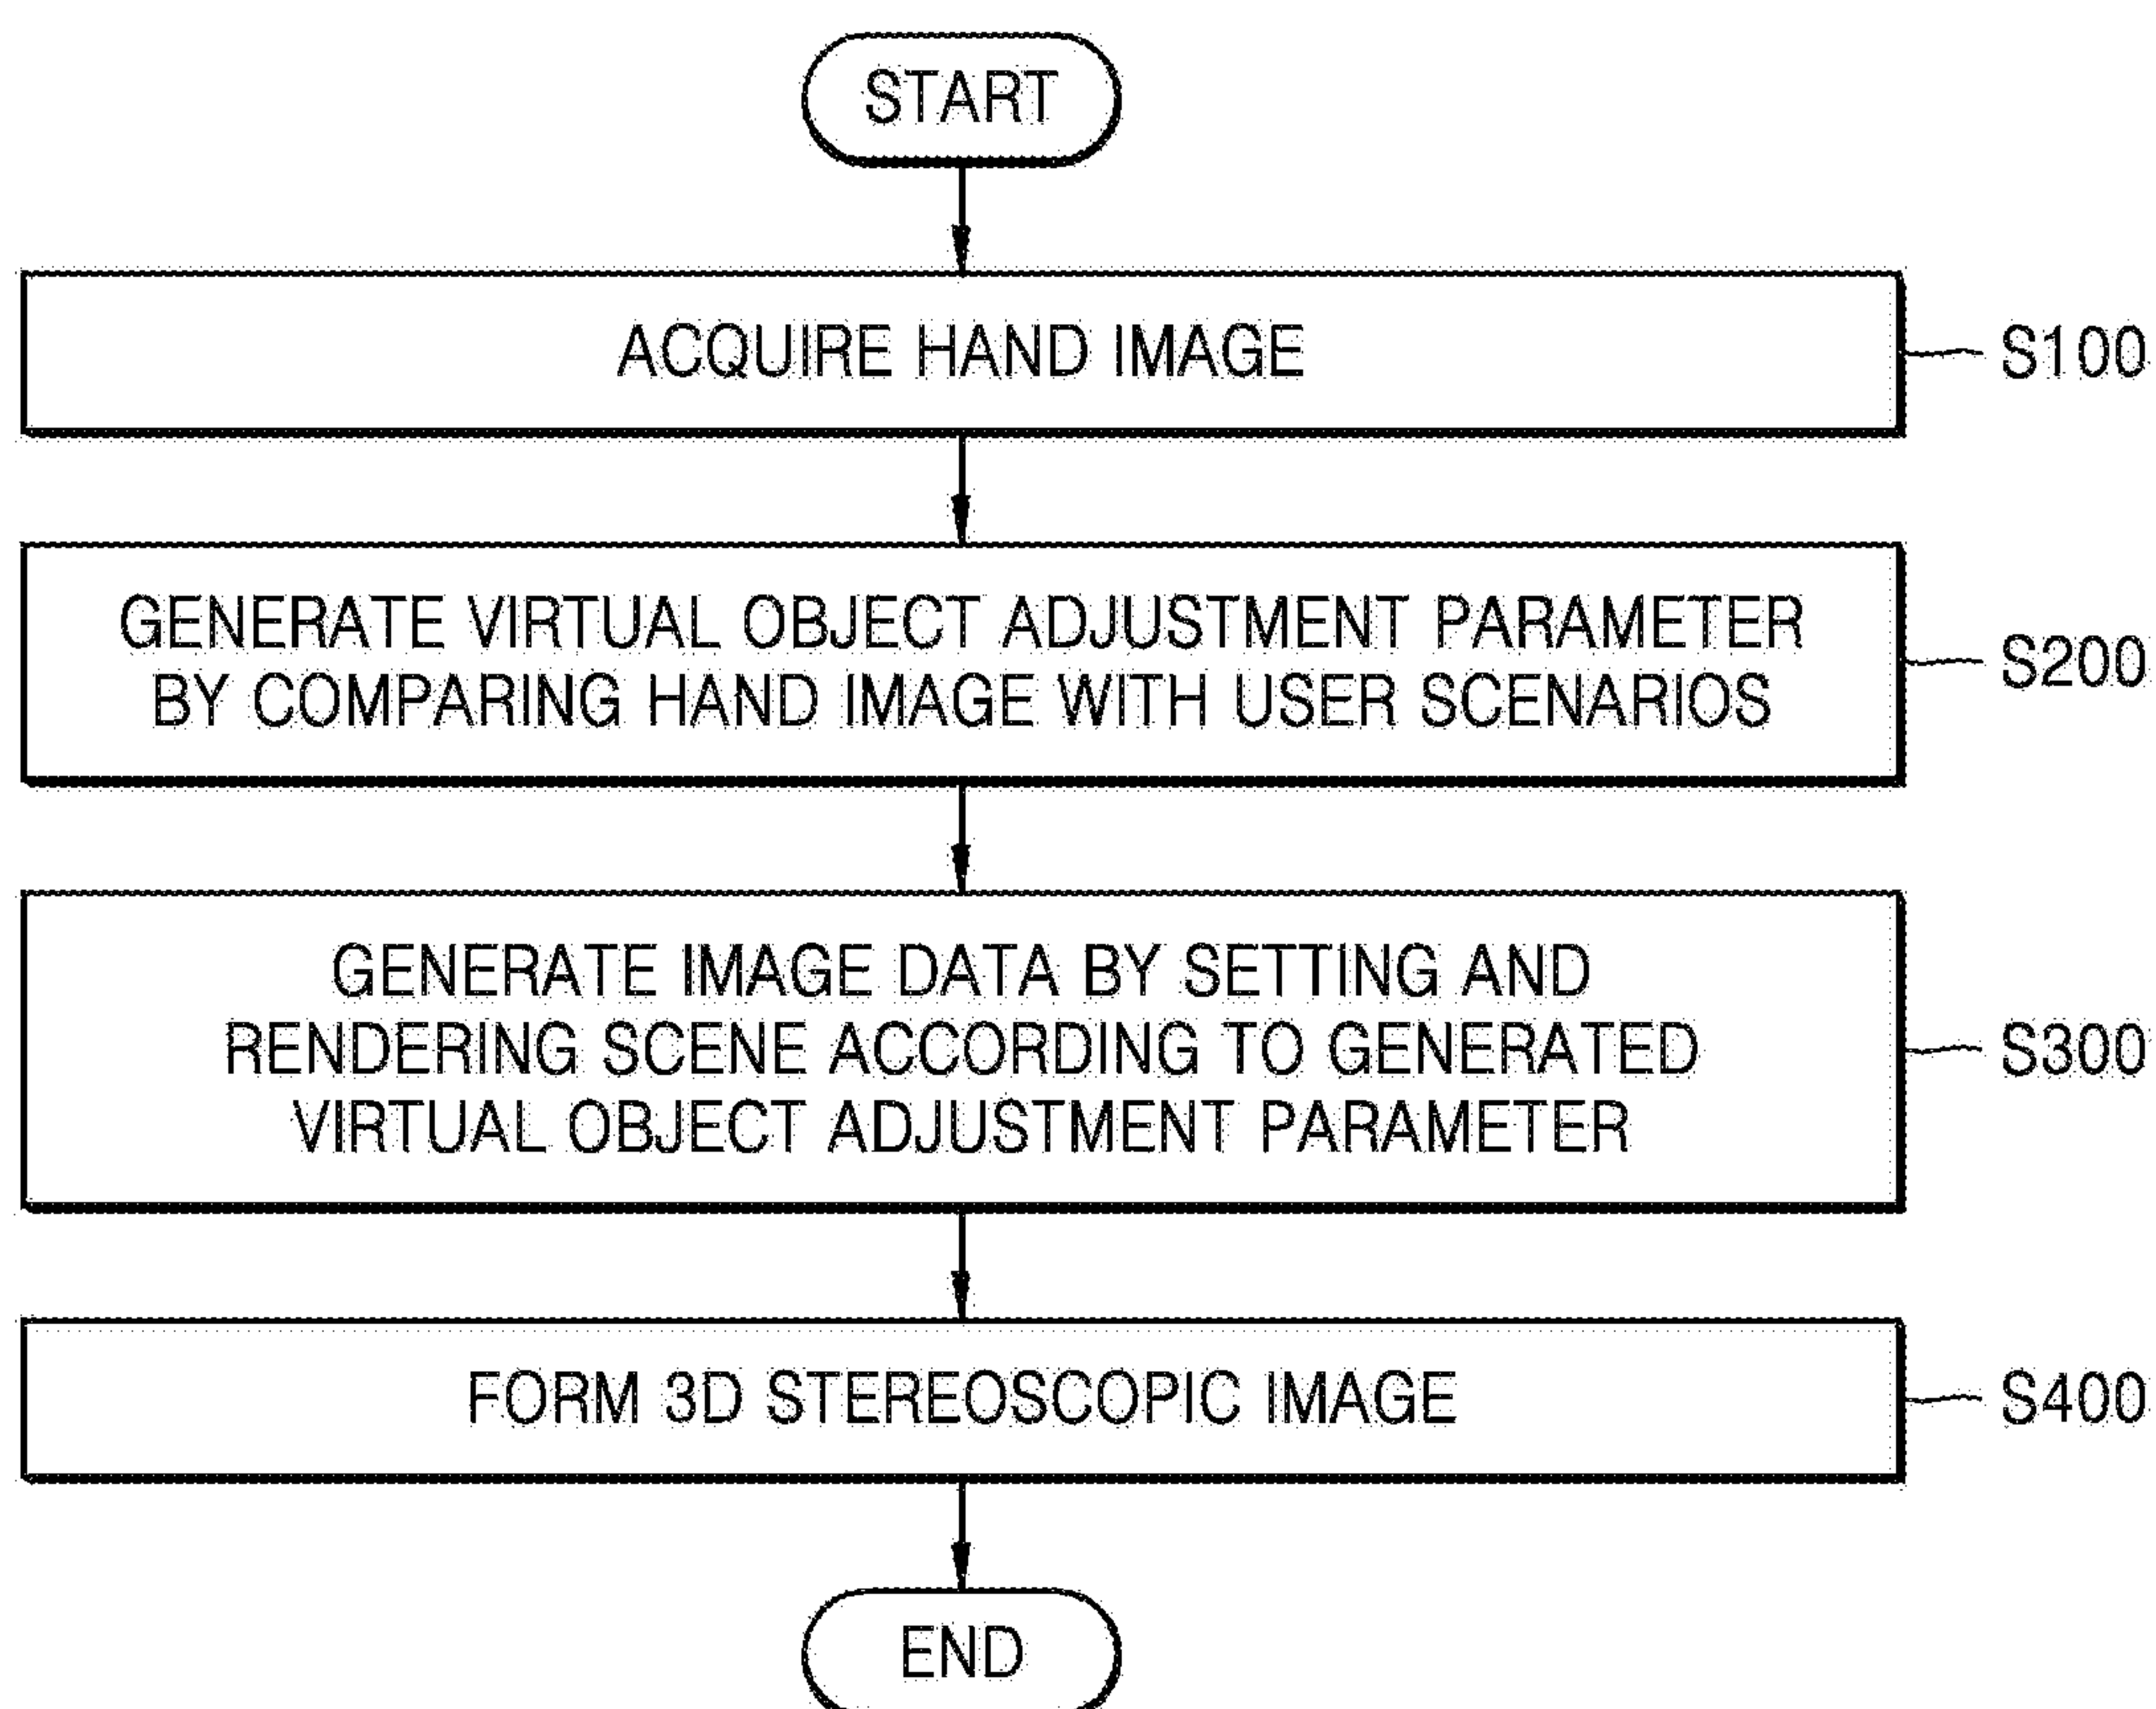 START
ACQUIRE HAND IMAGE
S100
GENERATE VIRTUAL OBJECT ADJUSTMENT PARAMETER
BY COMPARING HAND IMAGE WITH USER SCENARIOS
S200
GENERATE IMAGE DATA BY SETTING AND
RENDERING SCENE ACCORDING TO GENERATED
VIRTUAL OBJECT ADJUSTMENT PARAMETER
S300
FORM 3D STEREOSCOPIC IMAGE
S400
END